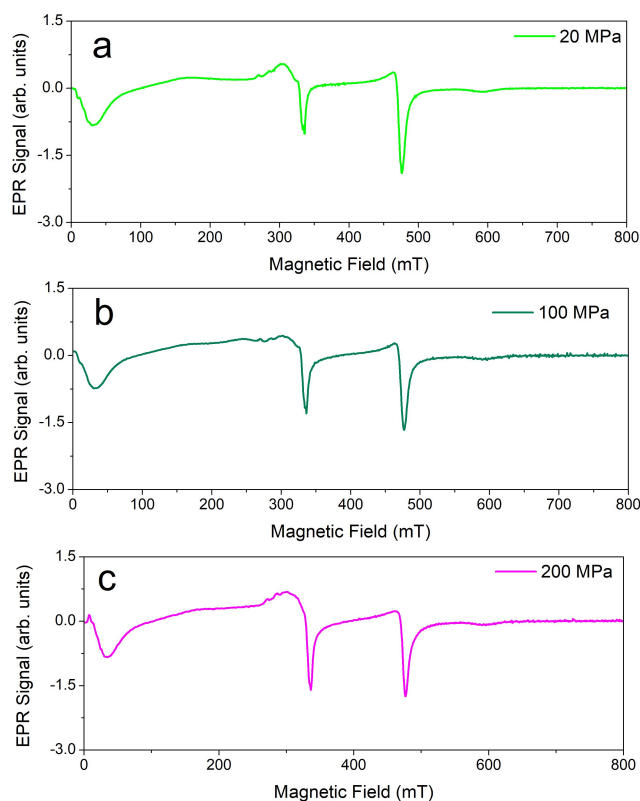 a
20 MPa
EPR Signal (arb. units)
1.5
0.0
-1.5
-3.0
0 100 200 300 400 500 600 700 800
Magnetic Field (mT)
b
100 MPa
EPR Signal (arb. units)
1.5
0.0
-1.5
-3.0
0 100 200 300 400 500 600 700 800
Magnetic Field (mT)
c
200 MPa
EPR Signal (arb. units)
1.5
0.0
-1.5
-3.0
0 200 400 600 800
Magnetic Field (mT)